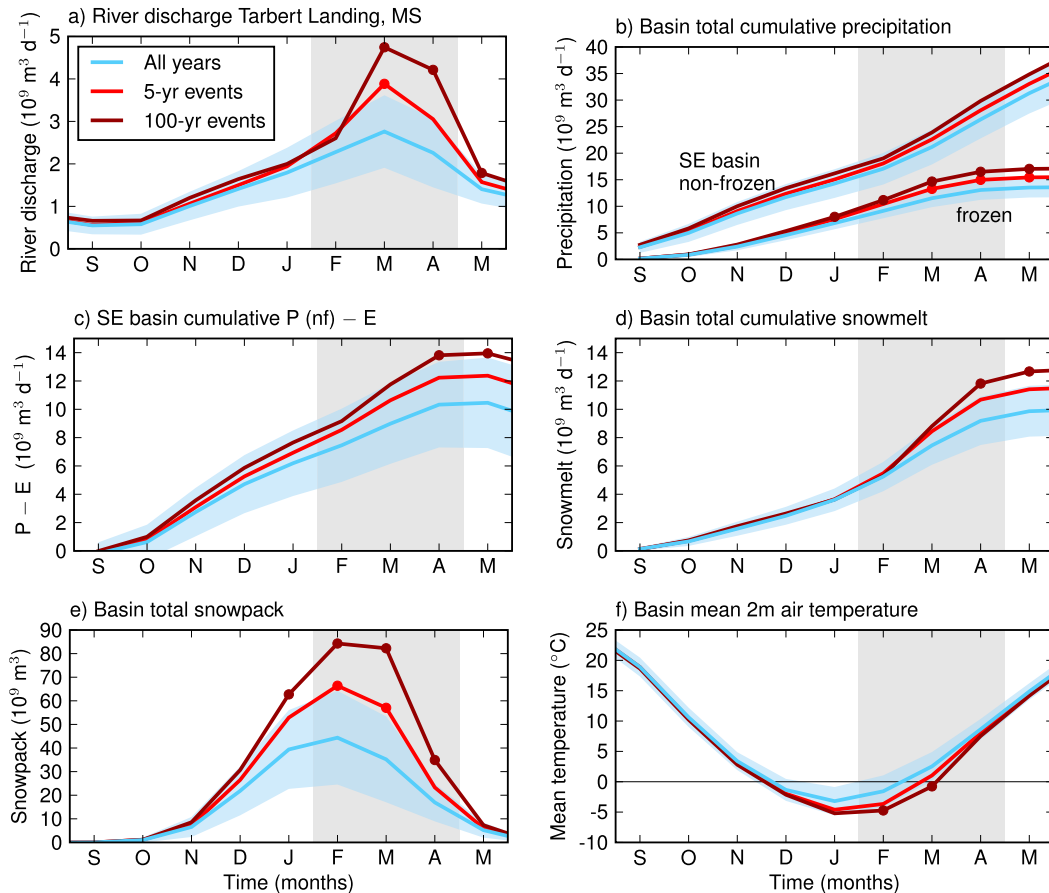 a) River discharge Tarbert Landing, MS
River discharge (10⁹ m³ d⁻¹)
5
4
3
2
1
0
All years
5-yr events
100-yr events
S O N D J F M A M
b) Basin total cumulative precipitation
Precipitation (10⁹ m³ d⁻¹)
40
35
30
25
20
15
10
5
0
SE basin
non-frozen
frozen
S O N D J F M A M
c) SE basin cumulative P (nf) − E
P − E (10⁹ m³ d⁻¹)
14
12
10
8
6
4
2
0
S O N D J F M A M
d) Basin total cumulative snowmelt
Snowmelt (10⁹ m³ d⁻¹)
14
12
10
8
6
4
2
0
S O N D J F M A M
e) Basin total snowpack
Snowpack (10⁹ m³)
90
80
70
60
50
40
30
20
10
0
S O N D J F M A M
Time (months)
f) Basin mean 2m air temperature
Mean temperature (°C)
25
20
15
10
5
0
-5
-10
S O N D J F M A M
Time (months)